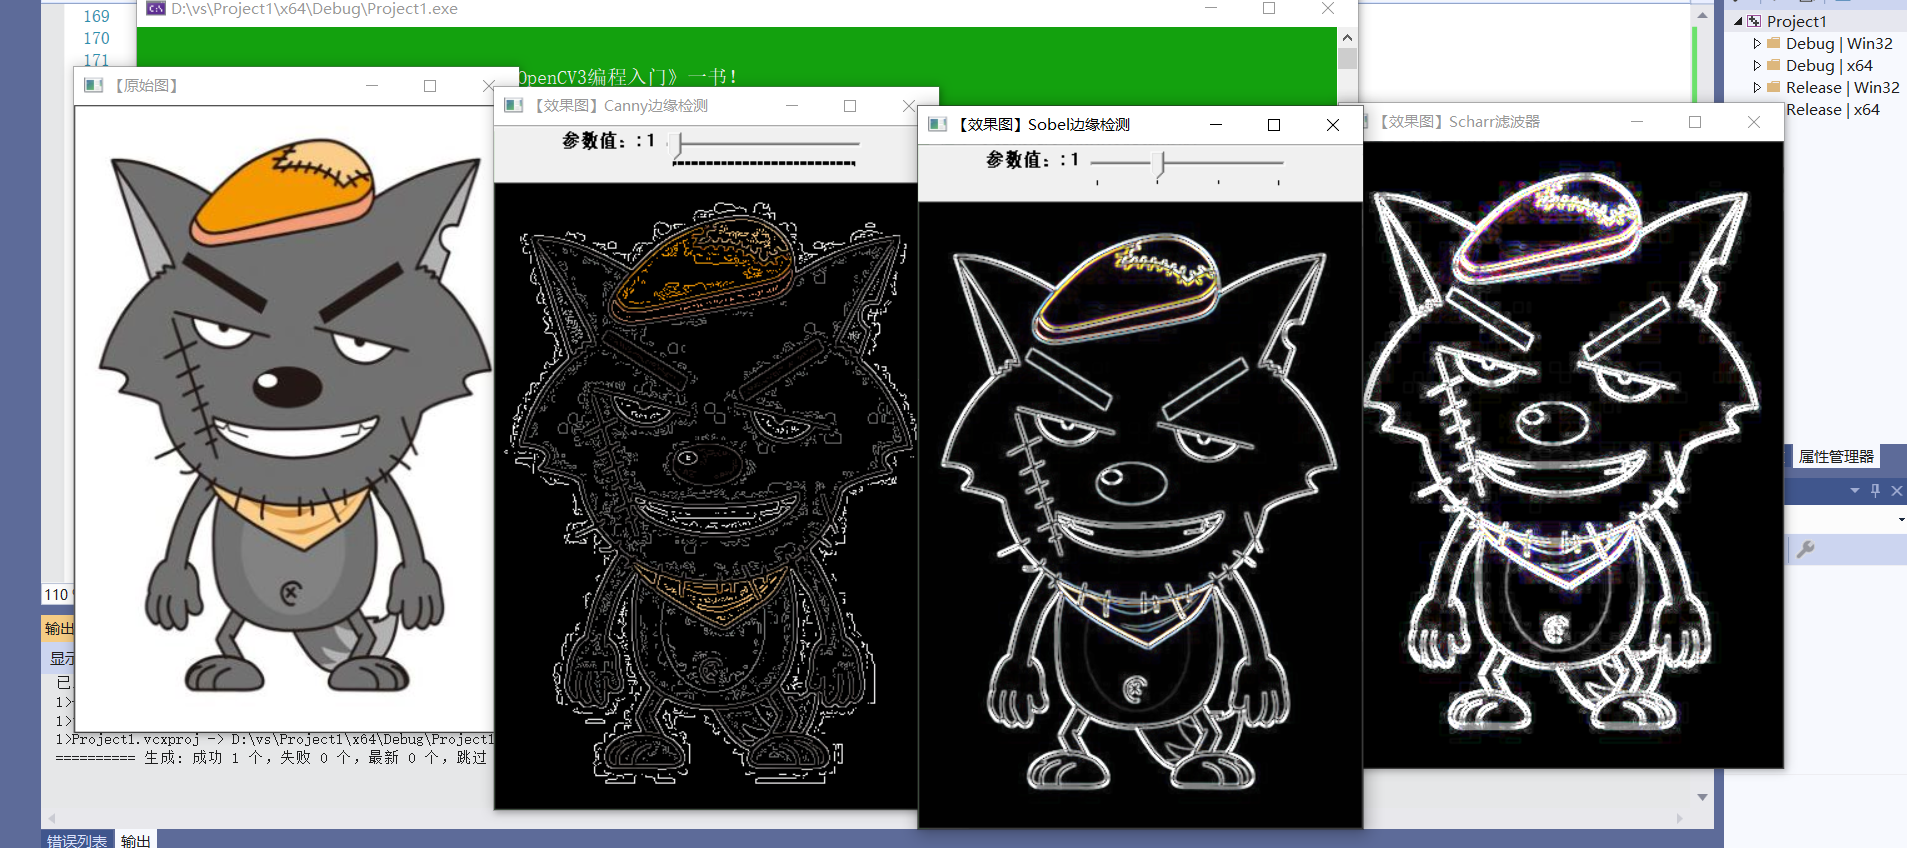 169
170
171
D:\vs\Project1\x64\Debug\Project1.exe
OpenCV3编程入门》一书!
【原始图】
【效果图】Canny边缘检测
参数值: :1
【效果图】Sobel边缘检测
参数值: :1
【效果图】Scharr滤波器
Project1
Debug | Win32
Debug | x64
Release | Win32
Release | x64
属性管理器
110 %
输出
显示
已
1>
1>
1>Project1.vcxproj -> D:\vs\Project1\x64\Debug\Project1
========== 生成: 成功 1 个，失败 0 个，最新 0 个，跳过
错误列表
输出